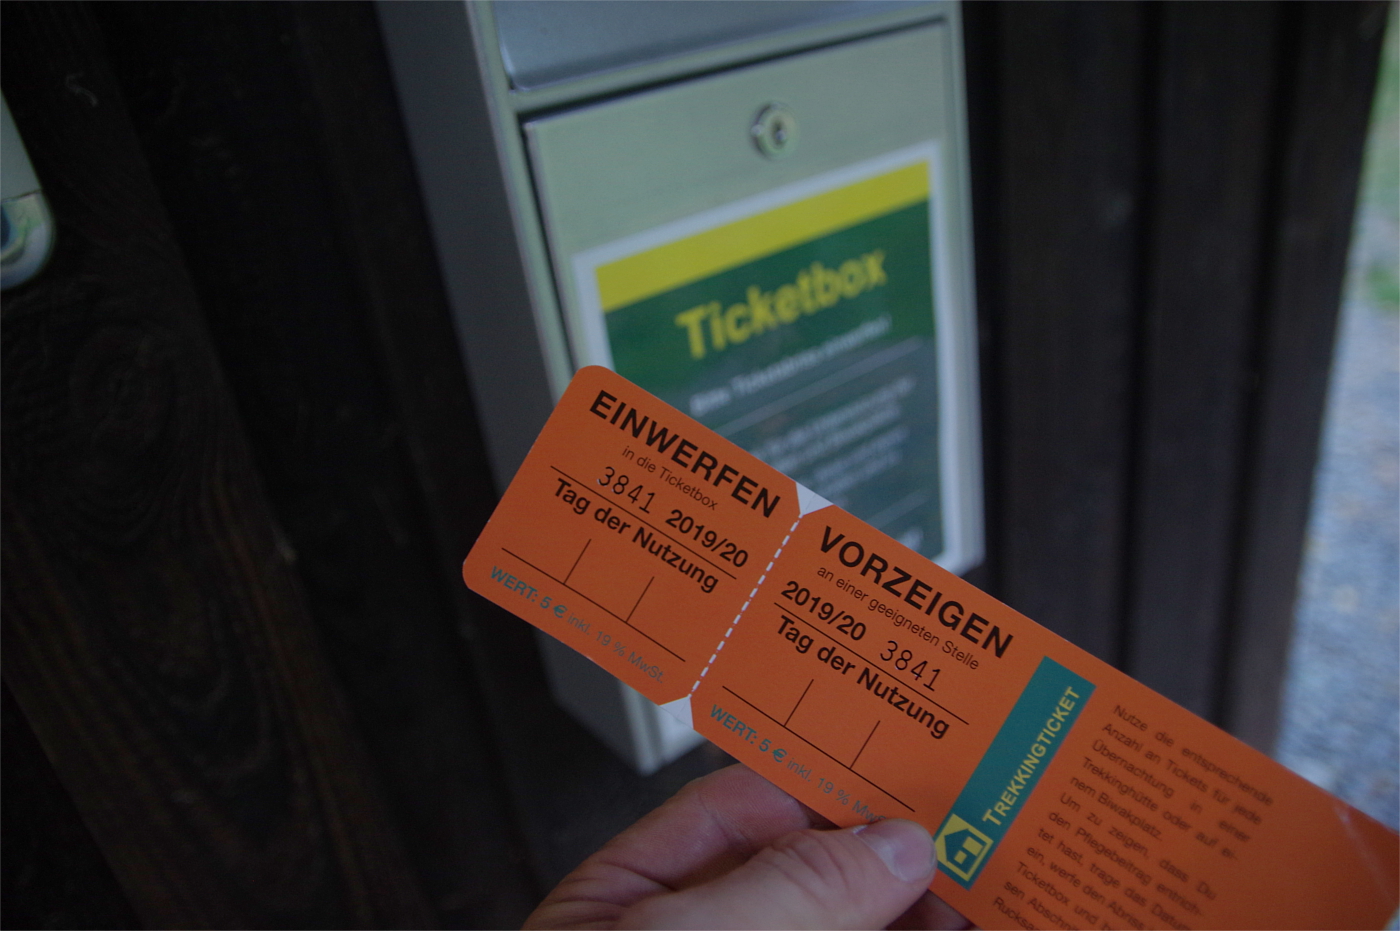 Ticketbox
EINWERFEN
in die Ticketbox
3841 2019/20
Tag der Nutzung
WERT: 5 € inkl. 19 % MwSt.
VORZEIGEN
an einer geeigneten Stelle
2019/20 3841
Tag der Nutzung
WERT: 5 € inkl. 19 %
TREKKINGTICKET
Nutze die entsprechende
Anzahl an Tickets für jede
Übernachtung in einer
Trekkinghütte oder auf ei-
nem Biwakplatz.
Um zu zeigen, dass Du
den Pflegebeitrag entrich-
tet hast, trage das Datum
ein, werfe den Abriss
Ticketbox und
sen Abschnitt